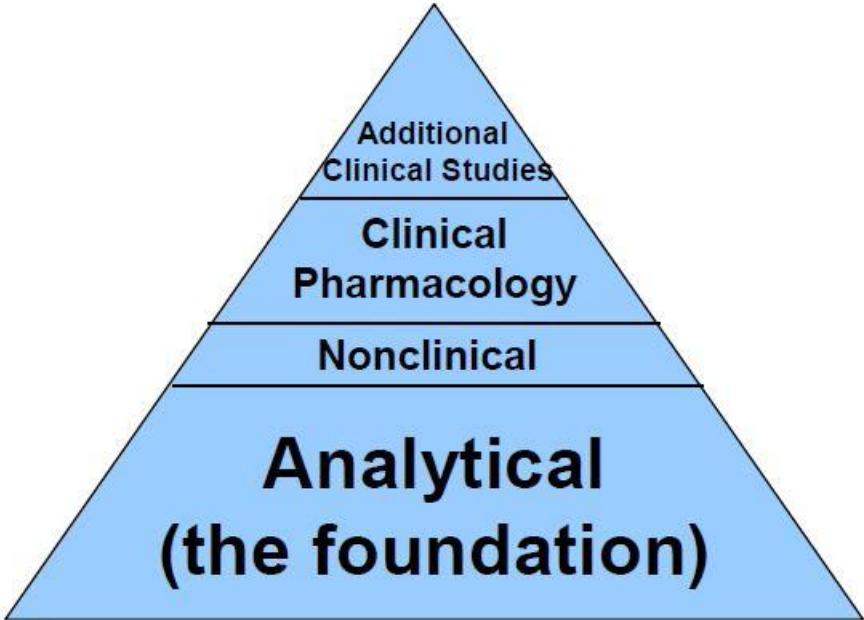 Additional
Clinical Studies
Clinical
Pharmacology
Nonclinical
Analytical
(the foundation)